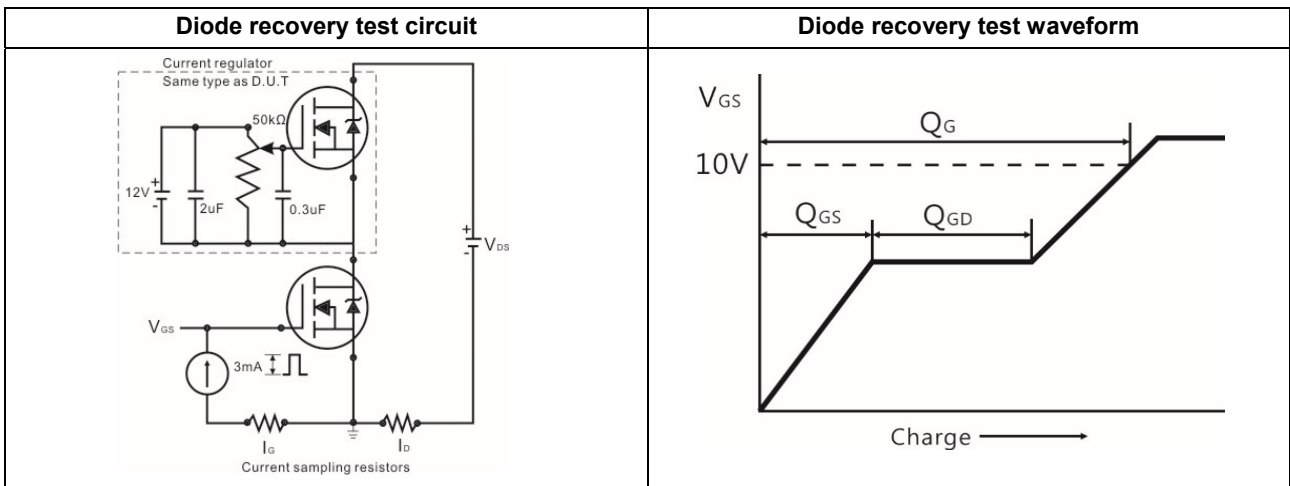 Diode recovery test circuit
Diode recovery test waveform
Current regulator
Same type as D.U.T
50kΩ
12V
+
-
2uF
0.3uF
+
-
VDS
VGS
3mA
IG
ID
Current sampling resistors
VGS
QG
10V
QGS
QGD
Charge